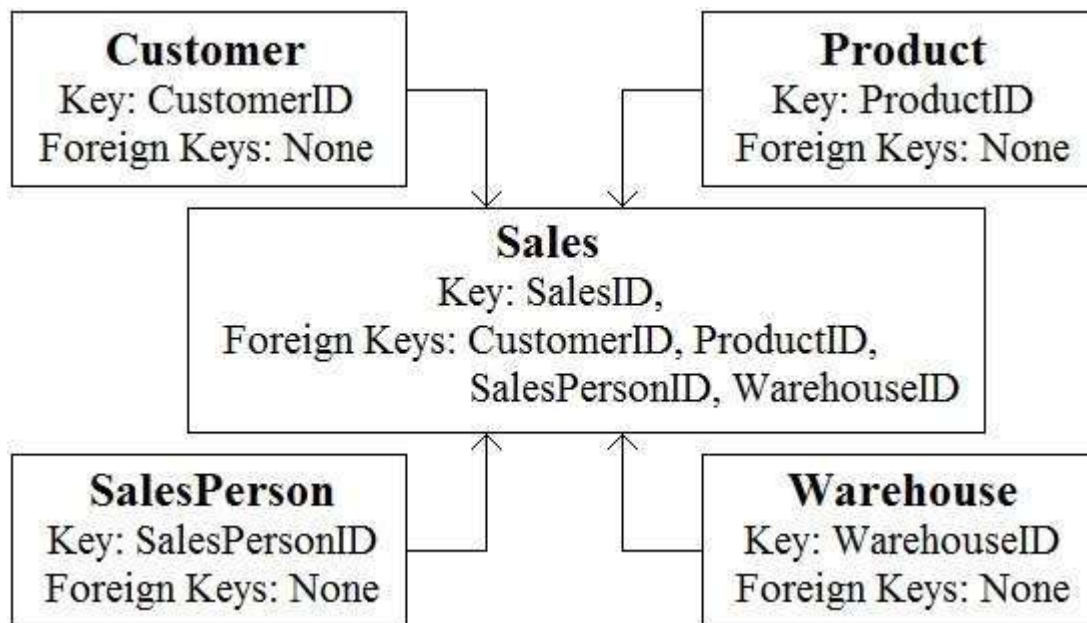 Customer
Key: CustomerID
Foreign Keys: None
Product
Key: ProductID
Foreign Keys: None
Sales
Key: SalesID,
Foreign Keys: CustomerID, ProductID,
SalesPersonID, WarehouseID
SalesPerson
Key: SalesPersonID
Foreign Keys: None
Warehouse
Key: WarehouseID
Foreign Keys: None